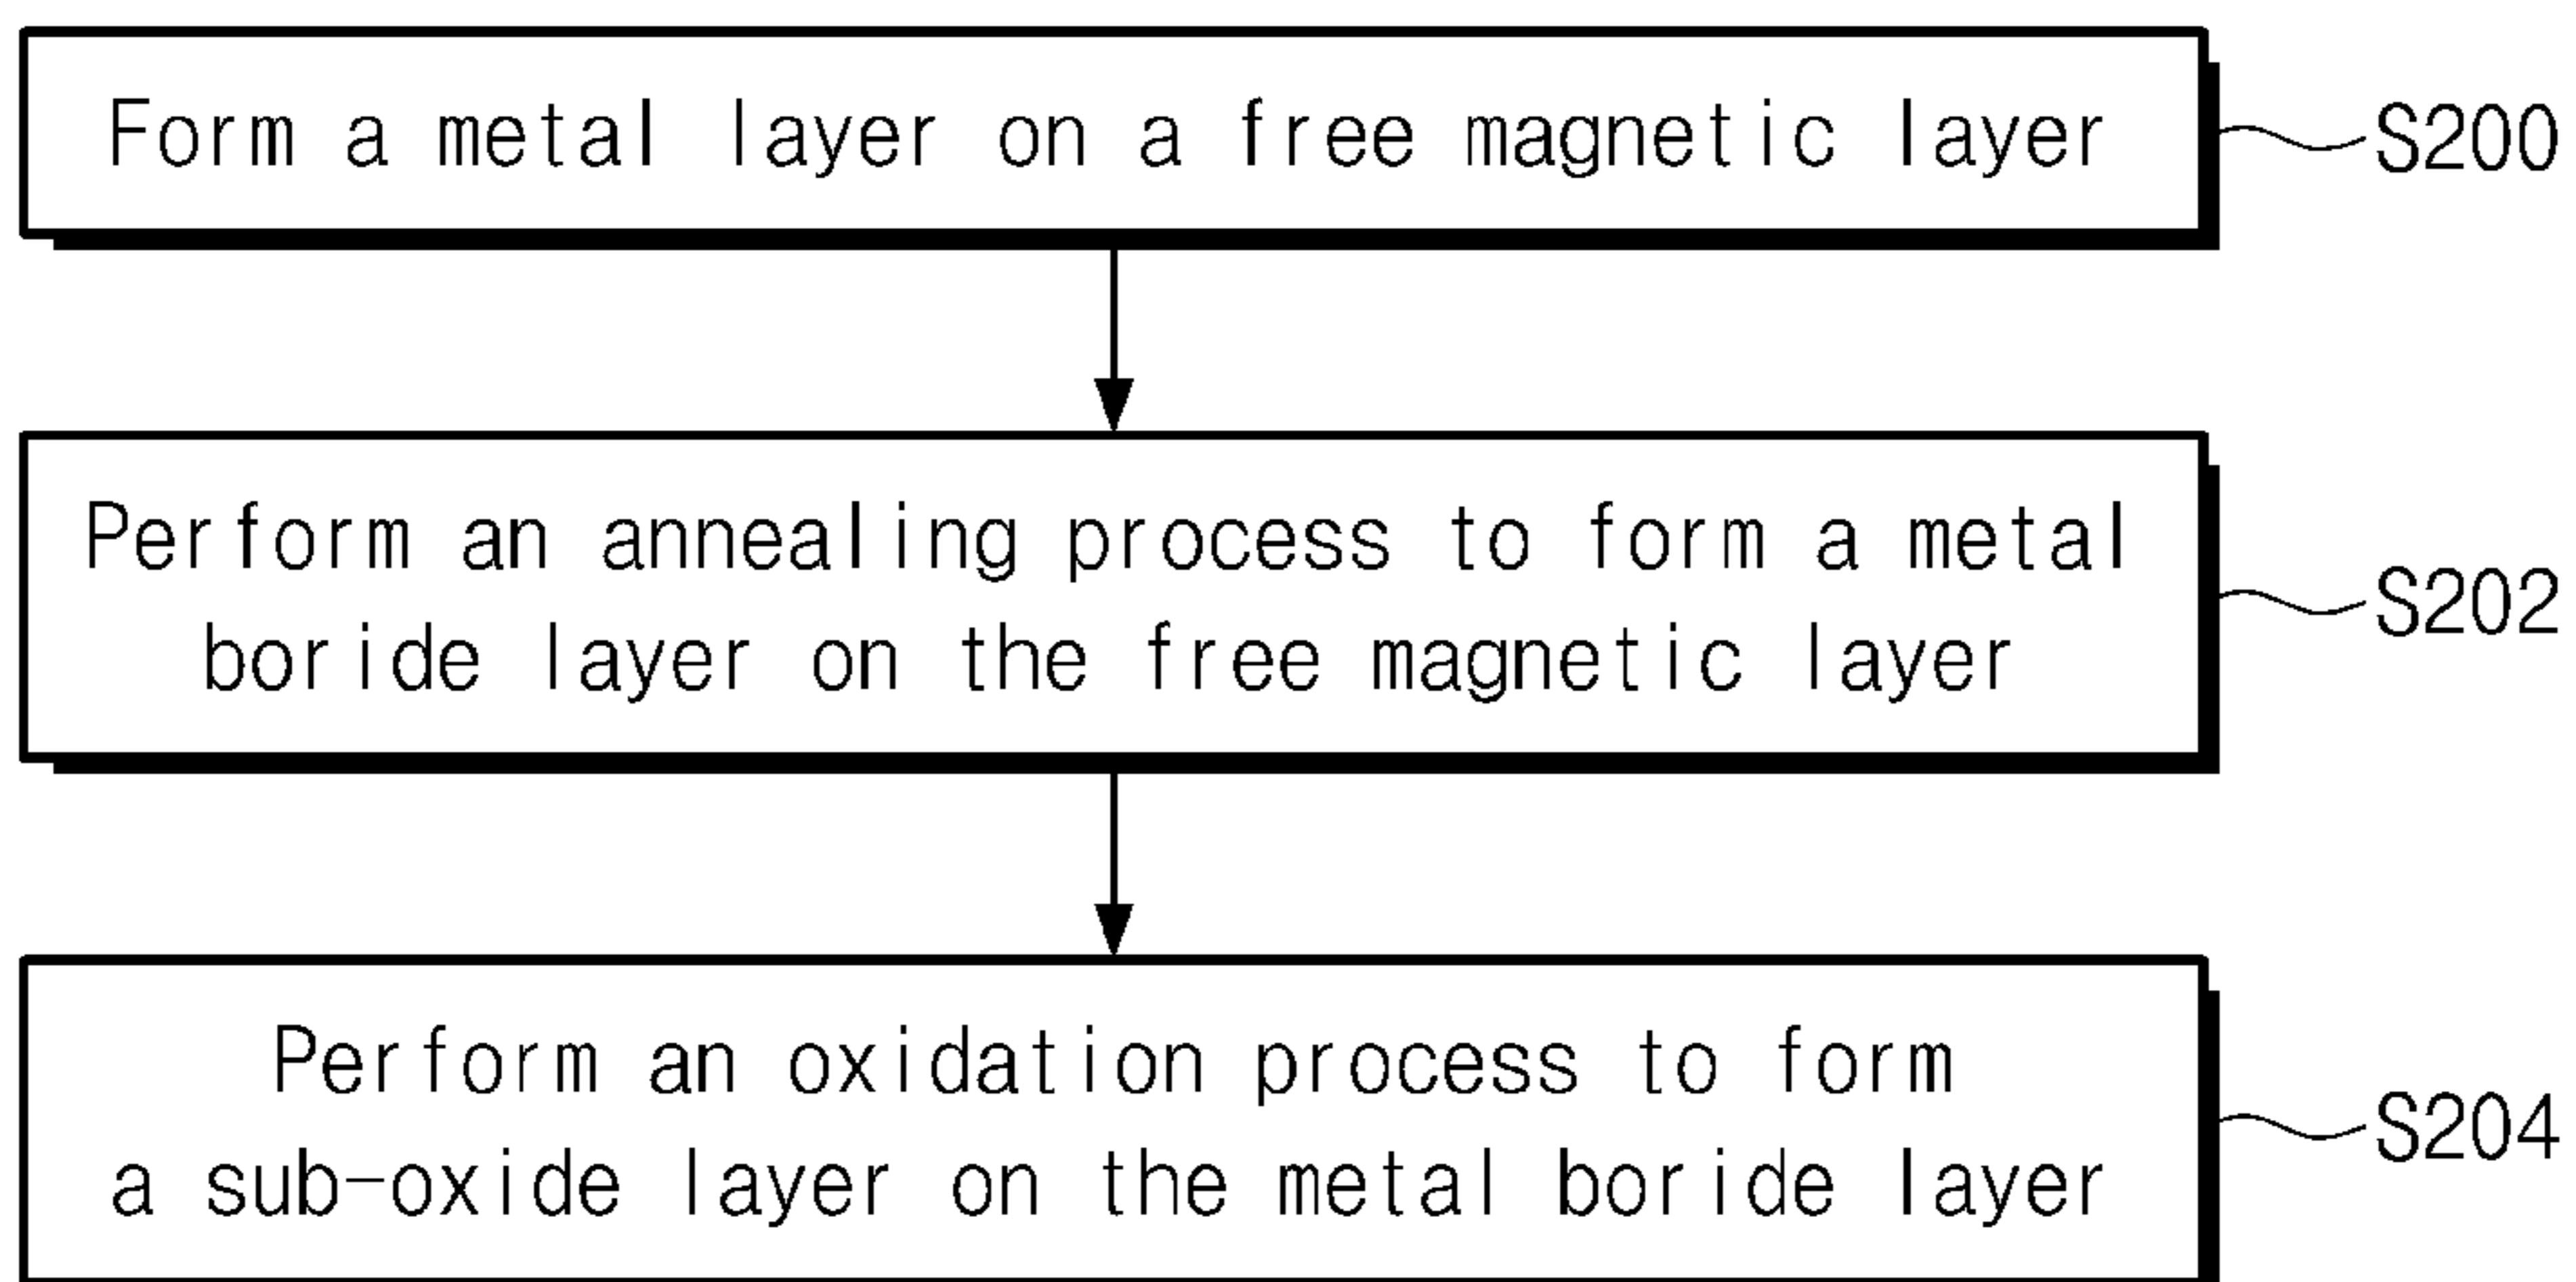 Form a metal layer on a free magnetic layer
S200
Perform an annealing process to form a metal
boride layer on the free magnetic layer
S202
Perform an oxidation process to form
a sub-oxide layer on the metal boride layer
S204